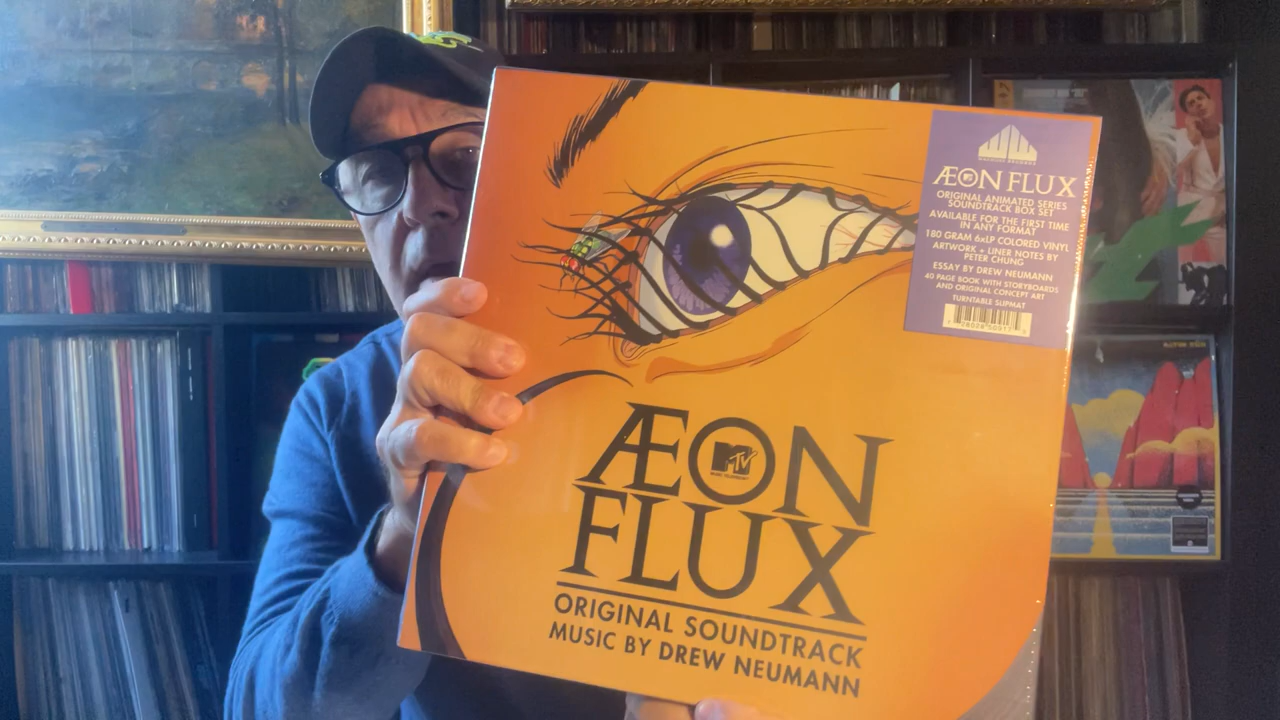 ÆON FLUX
ORIGINAL ANIMATED SERIES
SOUNDTRACK BOX SET
AVAILABLE FOR THE FIRST TIME
IN ANY FORMAT
180 GRAM 6xLP COLORED VINYL
ARTWORK + LINER NOTES BY
PETER CHUNG
ESSAY BY DREW NEUMANN
40 PAGE BOOK WITH STORYBOARDS
AND ORIGINAL CONCEPT ART
TURNTABLE SLIPMAT
ÆON
MTV
FLUX
ORIGINAL SOUNDTRACK
MUSIC BY DREW NEUMANN